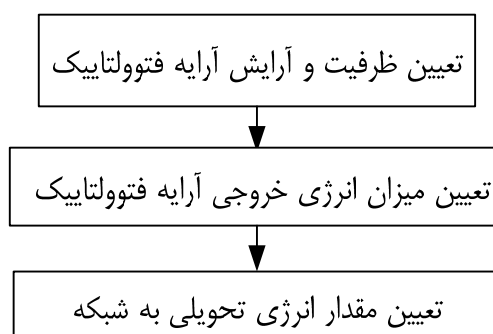 تعیین ظرفیت و آرایش آرایه فتوولتاییک
تعیین میزان انرژی خروجی آرایه فتوولتاییک
تعیین مقدار انرژی تحویلی به شبکه